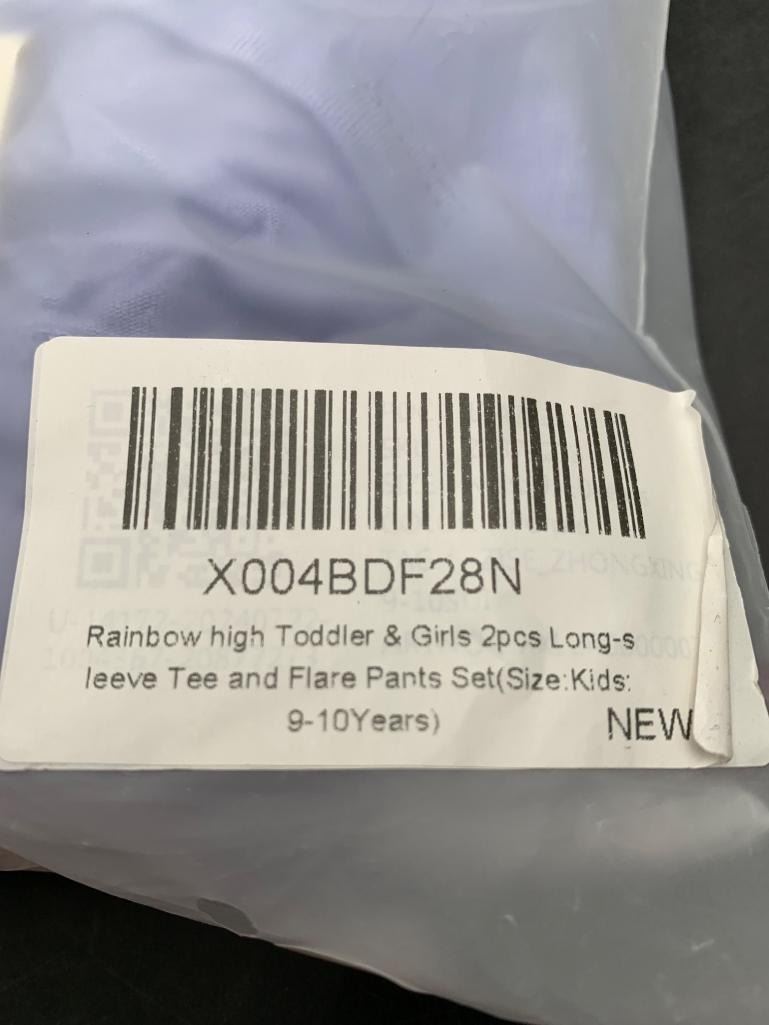 X004BDF28N
Rainbow high Toddler & Girls 2pcs Long-s
leeve Tee and Flare Pants Set(Size:Kids:
9-10Years)
NEW